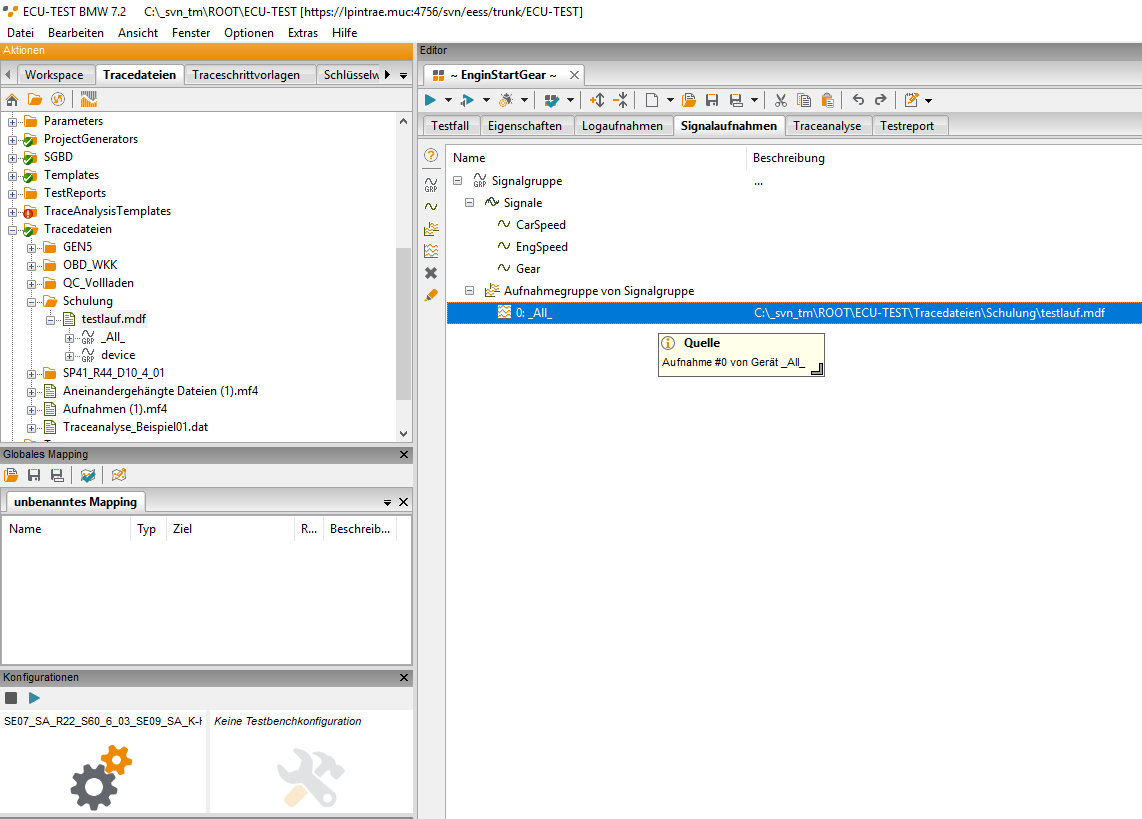 ECU-TEST BMW 7.2 C:\_svn_tm\ROOT\ECU-TEST [https://lpintrae.muc:4756/svn/eess/trunk/ECU-TEST]
Datei Bearbeiten Ansicht Fenster Optionen Extras Hilfe
Aktionen
Workspace Tracedateien Traceschrittvorlagen Schlüsselw
Parameters
ProjectGenerators
SGBD
Templates
TestReports
TraceAnalysisTemplates
Tracedateien
GEN5
OBD_WKK
QC_Vollladen
Schulung
testlauf.mdf
GRP _All_
GRP device
SP41_R44_D10_4_01
Aneinandergehängte Dateien (1).mf4
Aufnahmen (1).mf4
Traceanalyse_Beispiel01.dat
Globales Mapping
unbenanntes Mapping
Name Typ Ziel R... Beschreib...
Konfigurationen
SE07_SA_R22_S60_6_03_SE09_SA_K-H
Keine Testbenchkonfiguration
Editor
~ EnginStartGear ~
Testfall Eigenschaften Logaufnahmen Signalaufnahmen Traceanalyse Testreport
GRP
Name Beschreibung
GRP Signalgruppe ...
Signale
CarSpeed
EngSpeed
Gear
Aufnahmegruppe von Signalgruppe
0: _All_ C:\_svn_tm\ROOT\ECU-TEST\Tracedateien\Schulung\testlauf.mdf
Quelle
Aufnahme #0 von Gerät _All_